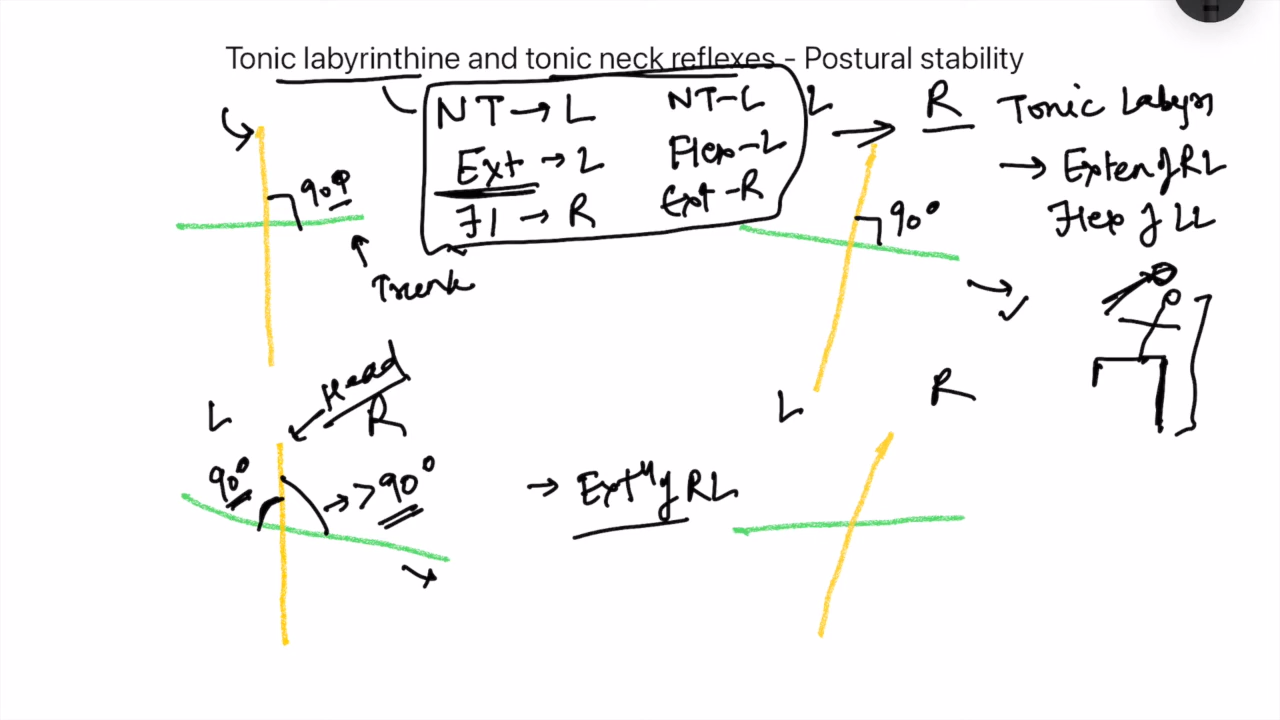 Tonic labyrinthine and tonic neck reflexes - Postural stability
NT → L NT-L
Ext → L Flex-L
Fl → R Ext-R
L → R
Tonic Labyrn
→ Exten of RL
Flex of LL
90°
Trunk
90°
Head
L R
90° → >90°
→ Extn of RL
L R